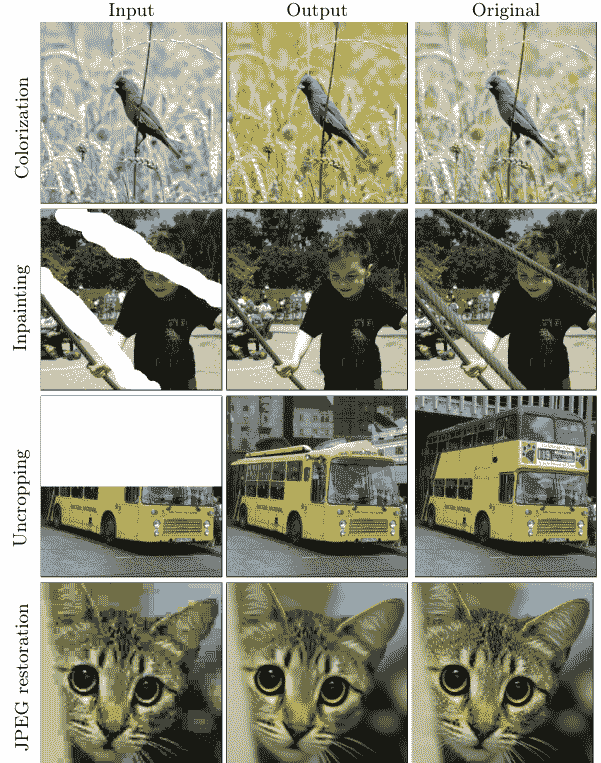 Input Output Original
Colorization
Inpainting
Uncropping
JPEG restoration